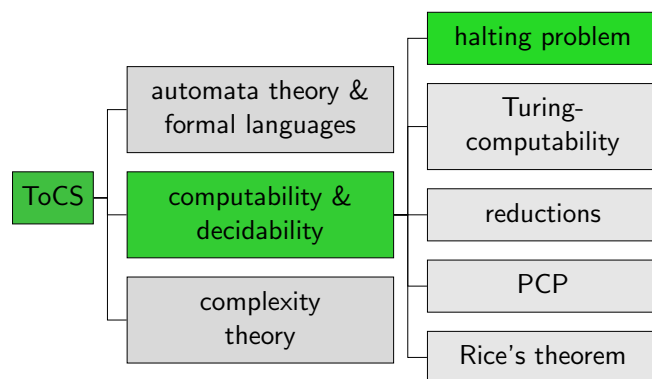 ToCS
automata theory &
formal languages
computability &
decidability
complexity
theory
halting problem
Turing-
computability
reductions
PCP
Rice's theorem